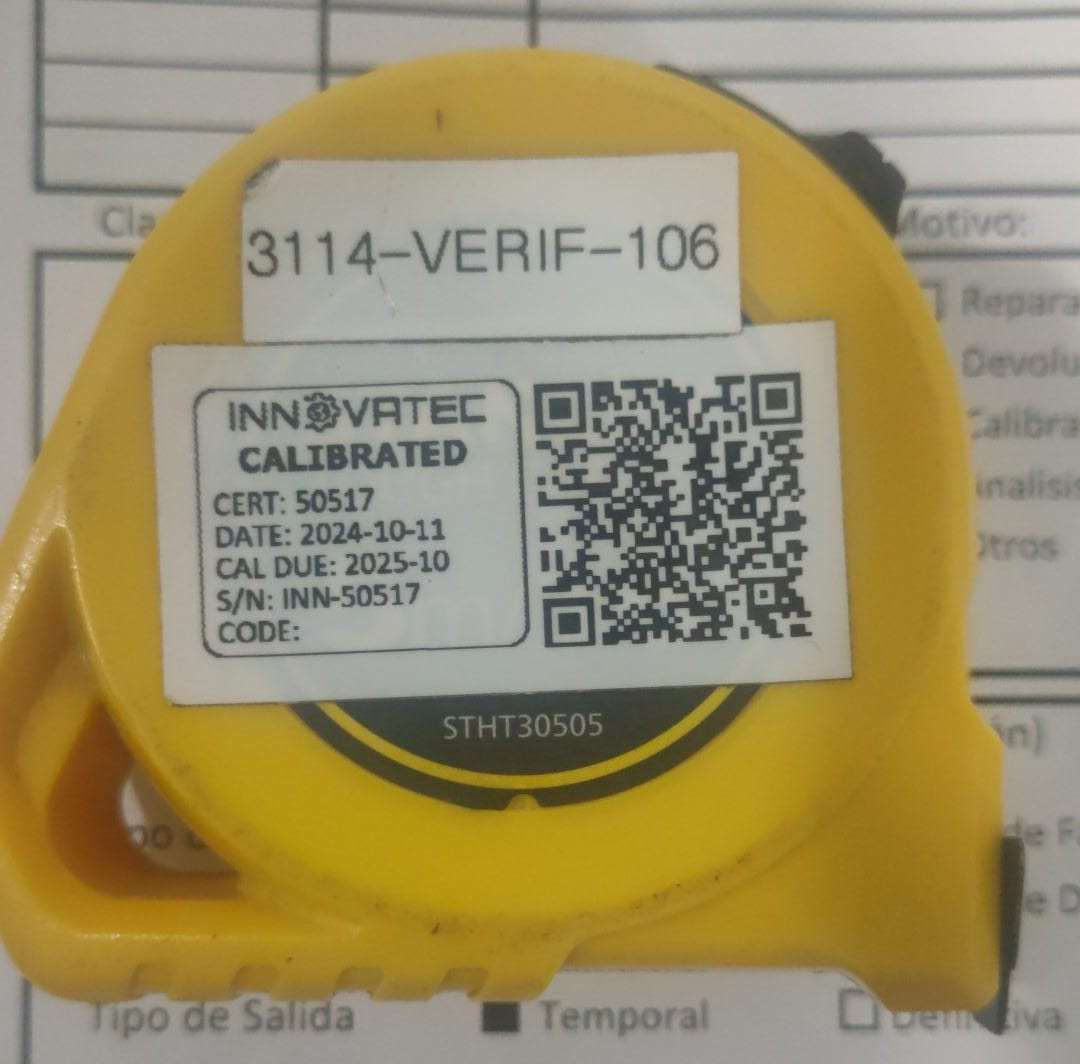 3114-VERIF-106
INNOVATEC
CALIBRATED
CERT: 50517
DATE: 2024-10-11
CAL DUE: 2025-10
S/N: INN-50517
CODE:
STHT30505
Motivo:
Tipo de Salida
Temporal